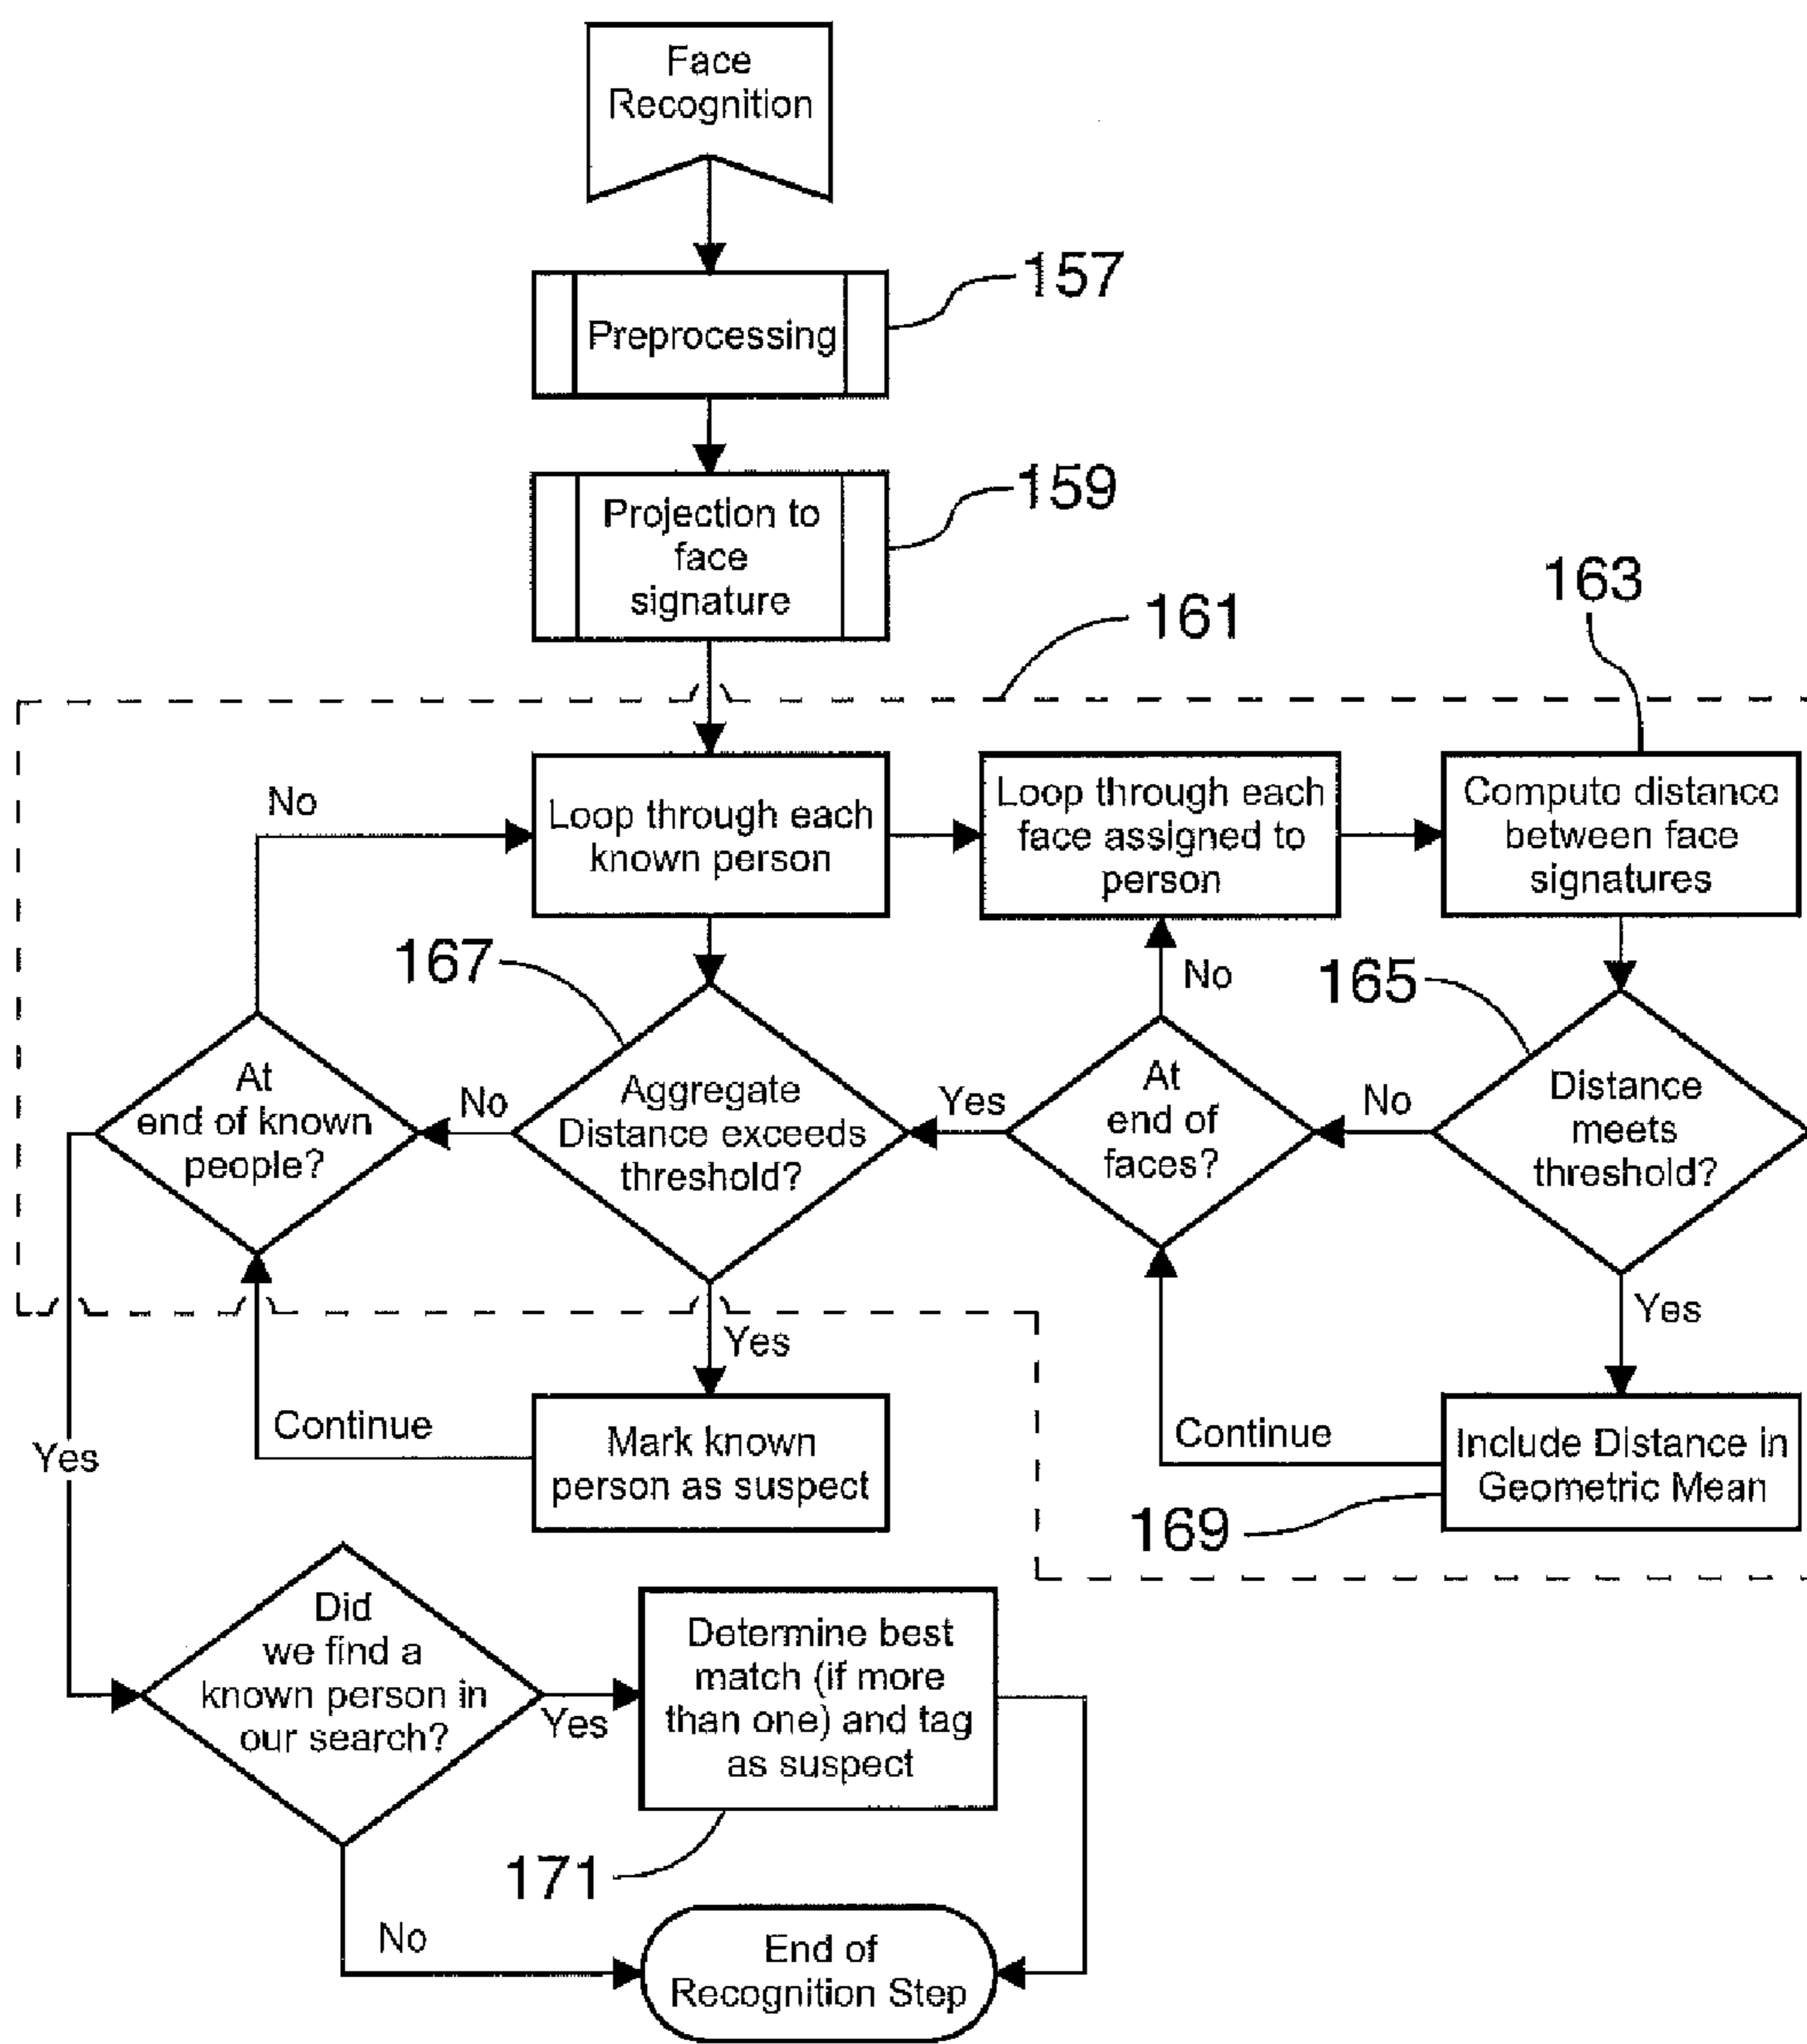 Face
Recognition
Preprocessing
157
Projection to
face
signature
159
161
163
Loop through each
known person
Loop through each
face assigned to
person
Compute distance
between face
signatures
No
167
No
165
At
end of known
people?
No
Aggregate
Distance exceeds
threshold?
Yes
At
end of
faces?
No
Distance
meets
threshold?
Yes
Yes
Continue
Mark known
person as suspect
Continue
Include Distance in
Geometric Mean
169
Yes
Did
we find a
known person in
our search?
Yes
Determine best
match (if more
than one) and tag
as suspect
171
No
End of
Recognition Step